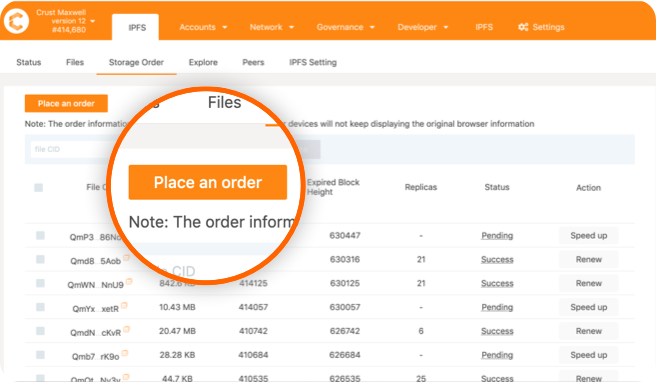 Crust Maxwell
version 12
#414,680
IPFS
Accounts
Network
Governance
Developer
IPFS
Settings
Status
Files
Storage Order
Explore
Peers
IPFS Setting
Place an order
Files
Note: The order information
devices will not keep displaying the original browser information
file CID
Place an order
Note: The order inform
CID
File
Expired Block
Height
Replicas
Status
Action
QmP3 86No
630447
-
Pending
Speed up
Qmd8 5Aob
630316
21
Success
Renew
QmWN NnU9
842.6 KB
414125
630125
21
Success
Renew
QmYx xetR
10.43 MB
414057
630057
-
Pending
Speed up
QmdN cKvR
20.47 MB
410742
626742
6
Success
Renew
Qmb7 rK9o
28.28 KB
410684
626684
-
Pending
Speed up
QmQt Ny3y
44.7 KB
410535
626535
25
Success
Renew